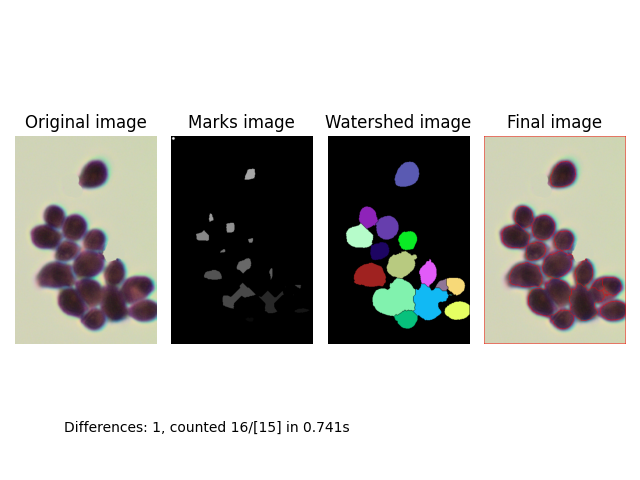 Original image
Marks image
Watershed image
Final image
Differences: 1, counted 16/[15] in 0.741s